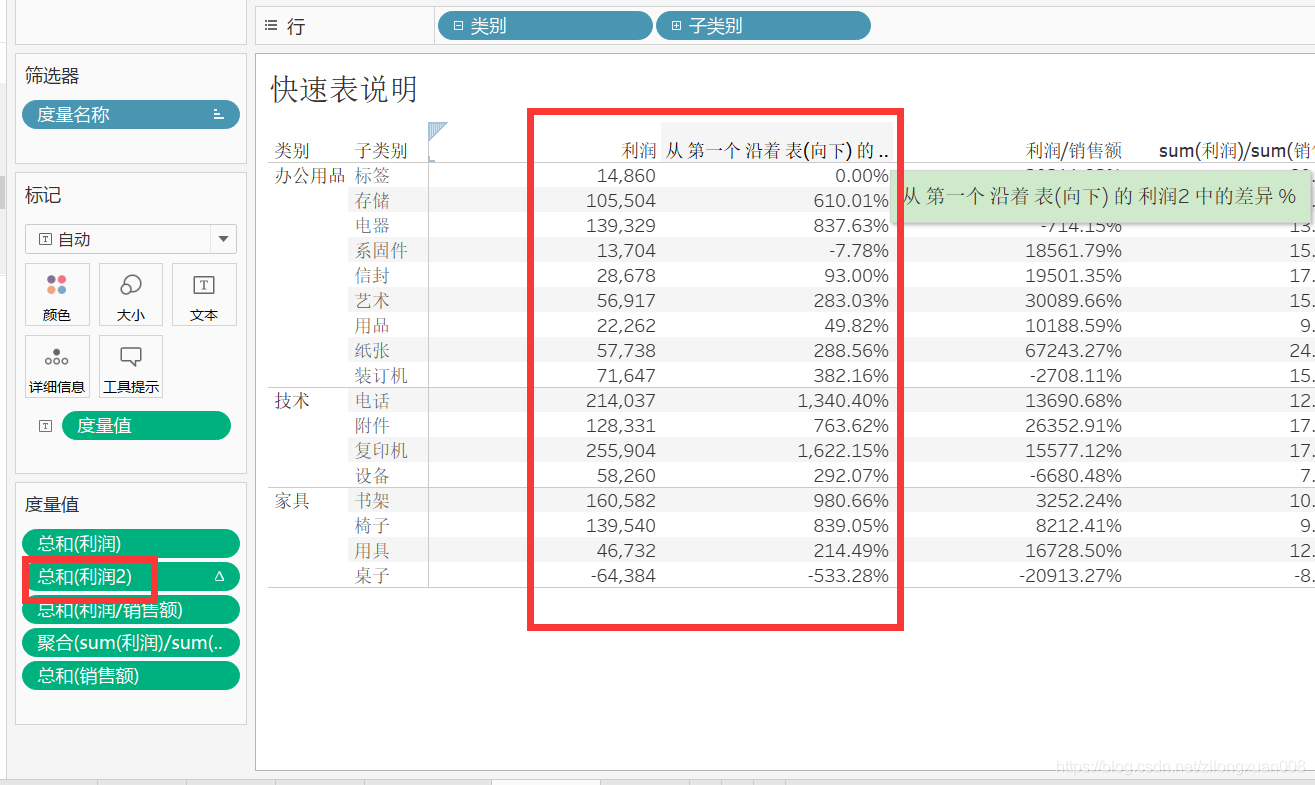 行
类别
子类别
筛选器
度量名称
标记
自动
颜色
大小
文本
详细信息
工具提示
度量值
度量值
总和(利润)
总和(利润2)
总和(利润/销售额)
聚合(sum(利润)/sum(..
总和(销售额)
快速表说明
类别 子类别 利润 从 第一个 沿着 表(向下) 的 .. 利润/销售额 sum(利润)/sum(销
办公用品 标签 14,860 0.00%
从 第一个 沿着 表(向下) 的 利润2 中的差异 %
存储 105,504 610.01%
电器 139,329 837.63% -714.15% 13.
系固件 13,704 -7.78% 18561.79% 15.
信封 28,678 93.00% 19501.35% 17.
艺术 56,917 283.03% 30089.66% 15.
用品 22,262 49.82% 10188.59% 9.
纸张 57,738 288.56% 67243.27% 24.
装订机 71,647 382.16% -2708.11% 15.
技术 电话 214,037 1,340.40% 13690.68% 12.
附件 128,331 763.62% 26352.91% 17.
复印机 255,904 1,622.15% 15577.12% 17.
设备 58,260 292.07% -6680.48% 7.
家具 书架 160,582 980.66% 3252.24% 10.
椅子 139,540 839.05% 8212.41% 9.
用具 46,732 214.49% 16728.50% 12.
桌子 -64,384 -533.28% -20913.27% -8.
https://blog.csdn.net/zilongxuan008